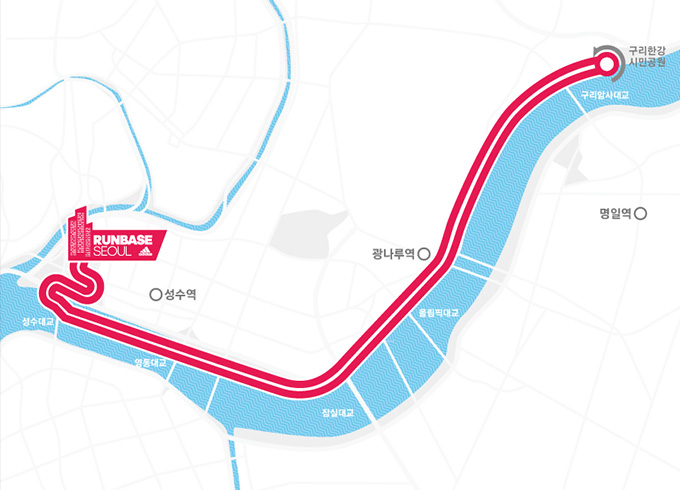 구리한강
시민공원
구리암사대교
명일역
RUNBASE
SEOUL
adidas
광나루역
성수역
올림픽대교
성수대교
영동대교
잠실대교